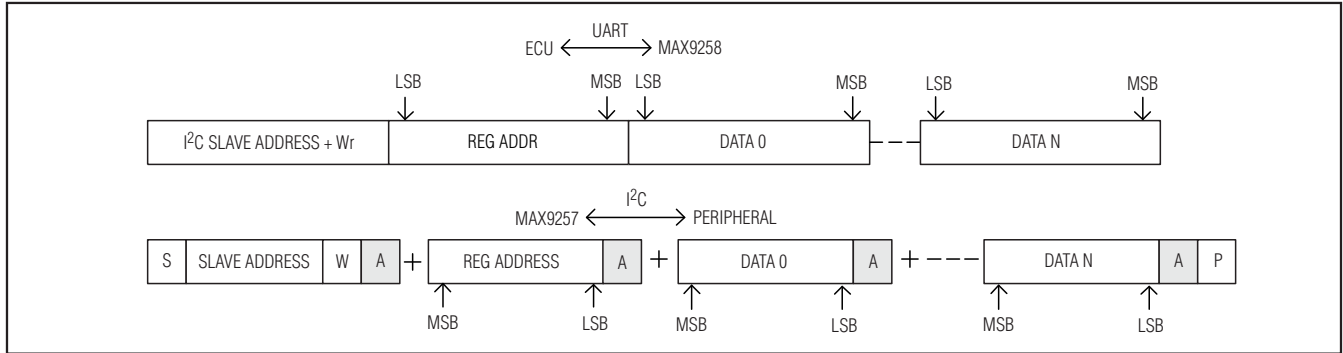 UART
ECU MAX9258
LSB MSB LSB MSB LSB MSB
I²C SLAVE ADDRESS + Wr REG ADDR DATA 0 DATA N
I²C
MAX9257 PERIPHERAL
S SLAVE ADDRESS W A + REG ADDRESS A + DATA 0 A + DATA N A P
MSB LSB MSB LSB MSB LSB